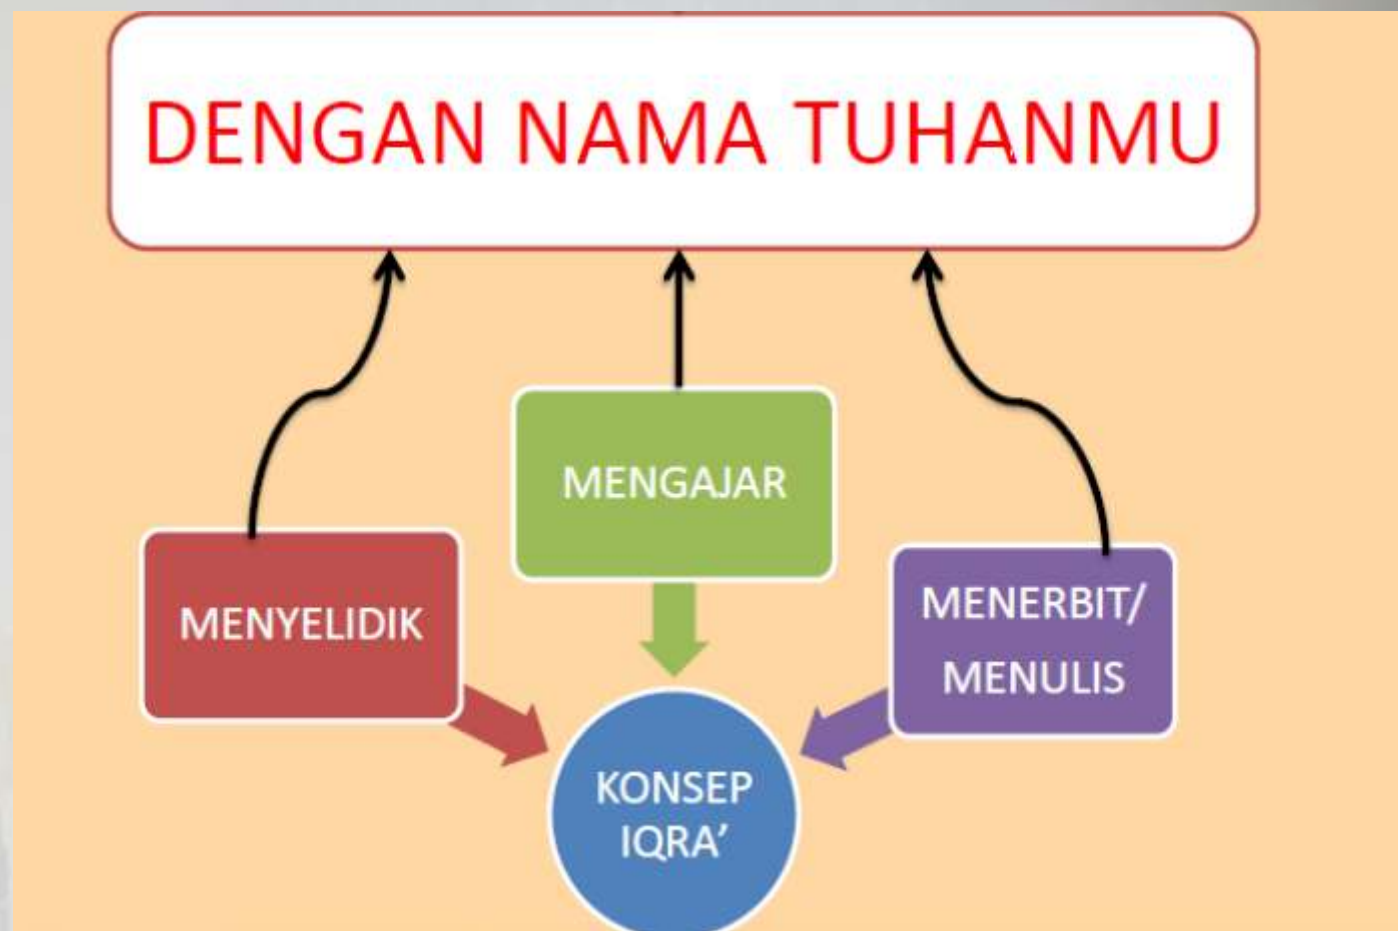 DENGAN NAMA TUHANMU
MENGAJAR
MENYELIDIK
MENERBIT/
MENULIS
KONSEP
IQRA’